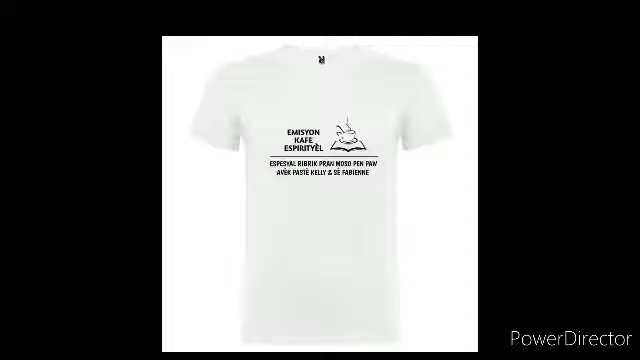 EMISYON
KAFE
ESPIRITYÈL
ESPESYAL RIBRIK PRAN MOSO PEN PAW
AVÈK PASTÈ KELLY & SÈ FABIENNE
PowerDirector